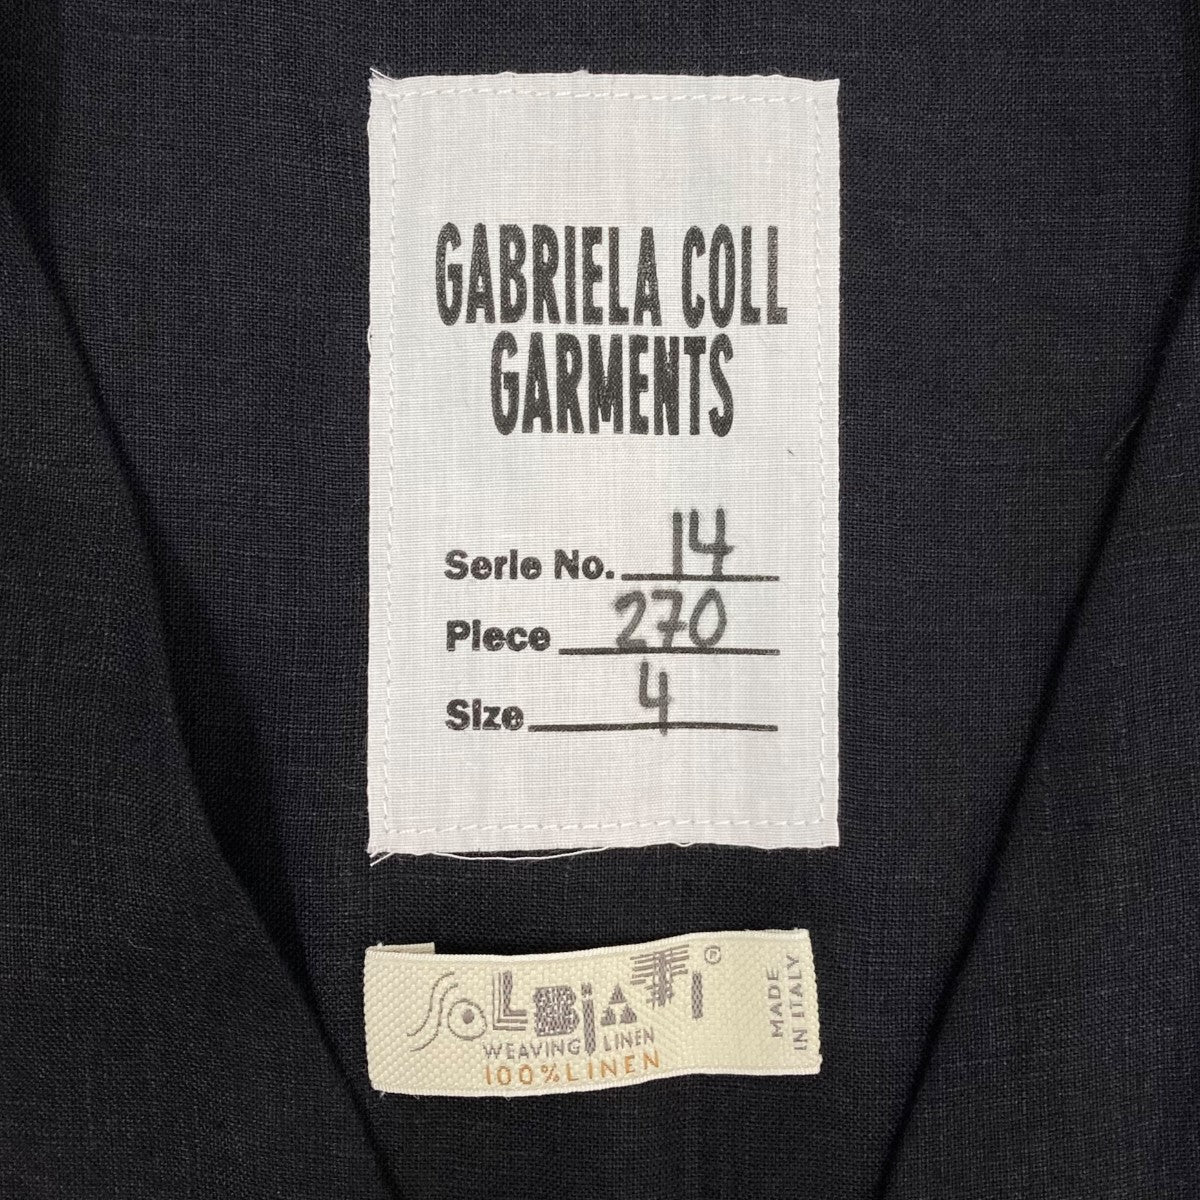 GABRIELA COLL
GARMENTS
Serie No. 14
Piece 270
Size 4
SOLBIATI ®
WEAVING LINEN
100% LINEN
MADE
IN ITALY